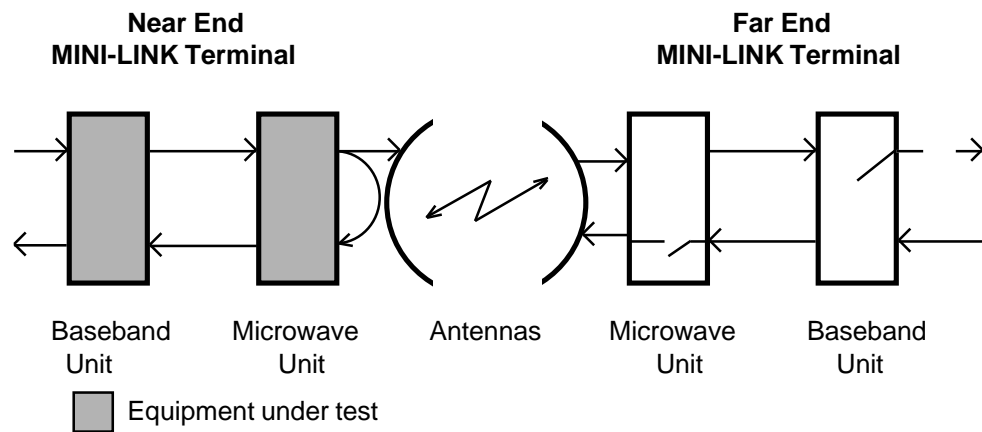 Near End
MINI-LINK Terminal
Far End
MINI-LINK Terminal
Baseband
Unit
Microwave
Unit
Antennas
Microwave
Unit
Baseband
Unit
Equipment under test